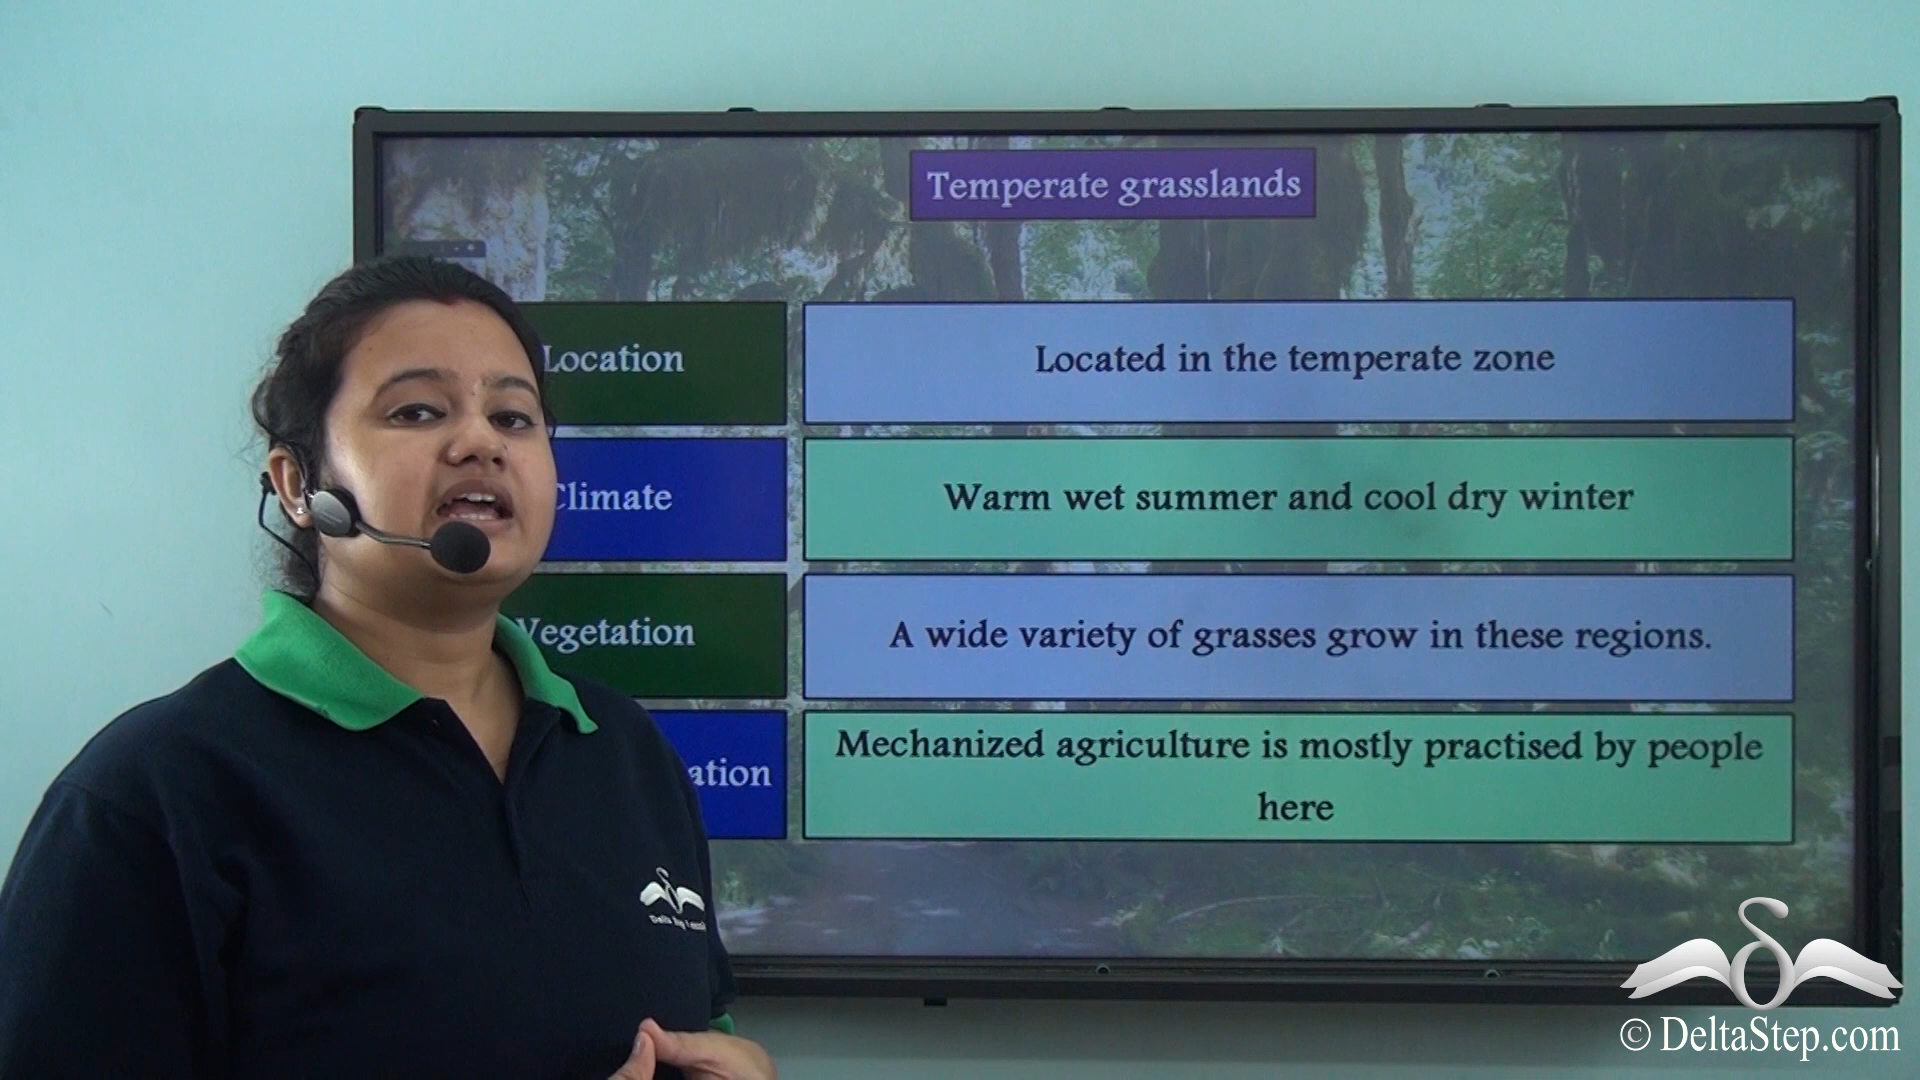 Temperate grasslands
Location
Located in the temperate zone
Climate
Warm wet summer and cool dry winter
Vegetation
A wide variety of grasses grow in these regions.
ation
Mechanized agriculture is mostly practised by people
here
© DeltaStep.com